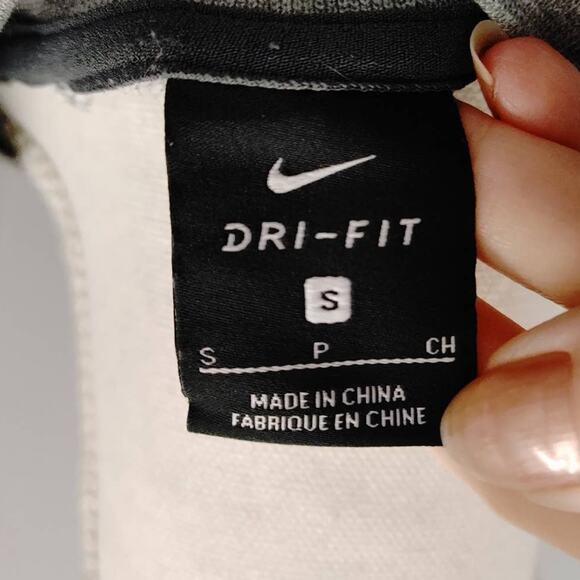 DRI-FIT
S
S P CH
MADE IN CHINA
FABRIQUE EN CHINE